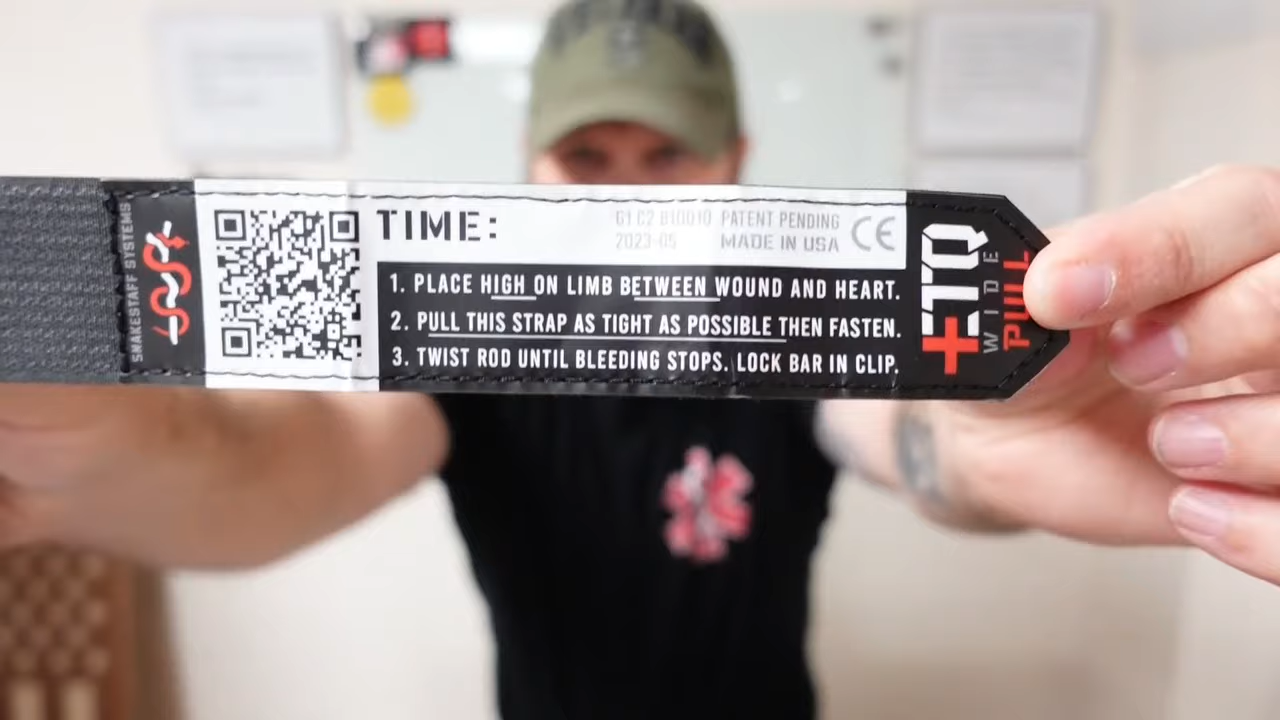 SNAKESTAFF SYSTEMS
TIME:
G1 C2 B10010 PATENT PENDING
2023-05 MADE IN USA
CE
1. PLACE HIGH ON LIMB BETWEEN WOUND AND HEART.
2. PULL THIS STRAP AS TIGHT AS POSSIBLE THEN FASTEN.
3. TWIST ROD UNTIL BLEEDING STOPS. LOCK BAR IN CLIP.
ETQ
WIDE
PULL